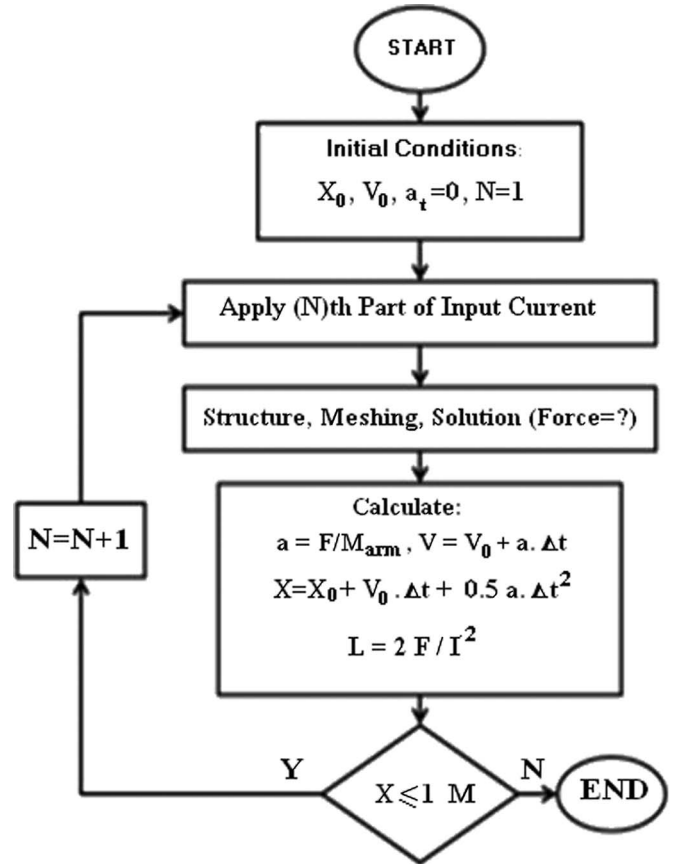 START
Initial Conditions:
X₀, V₀, aₜ=0, N=1
Apply (N)th Part of Input Current
Structure, Meshing, Solution (Force=?)
Calculate:
a = F/Mₐᵣₘ , V = V₀ + a. Δt
X=X₀+ V₀ .Δt + 0.5 a. Δt²
L = 2 F / I²
N=N+1
Y
X⩽1 M
N
END